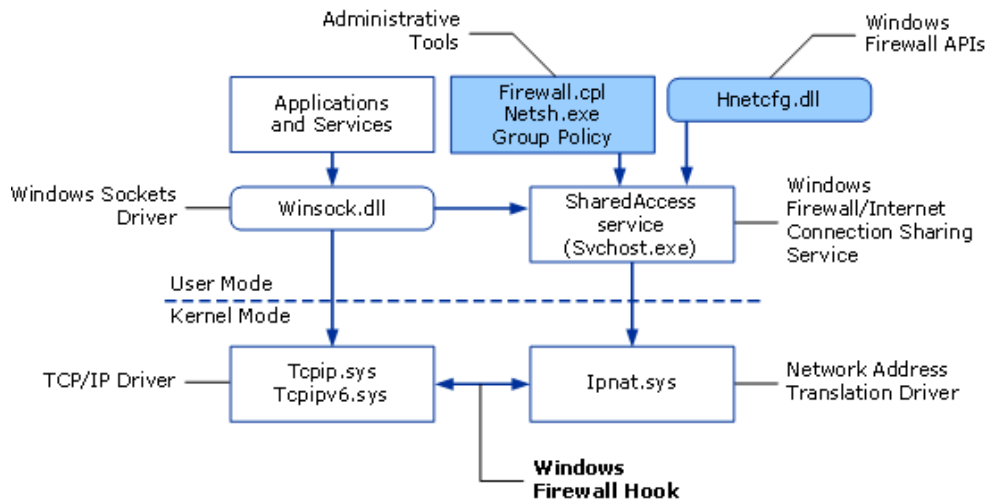 Administrative
Tools
Windows
Firewall APIs
Applications
and Services
Firewall.cpl
Netsh.exe
Group Policy
Hnetcfg.dll
Windows Sockets
Driver
Winsock.dll
SharedAccess
service
(Svchost.exe)
Windows
Firewall/Internet
Connection Sharing
Service
User Mode
Kernel Mode
TCP/IP Driver
Tcpip.sys
Tcpipv6.sys
Ipnat.sys
Network Address
Translation Driver
Windows
Firewall Hook